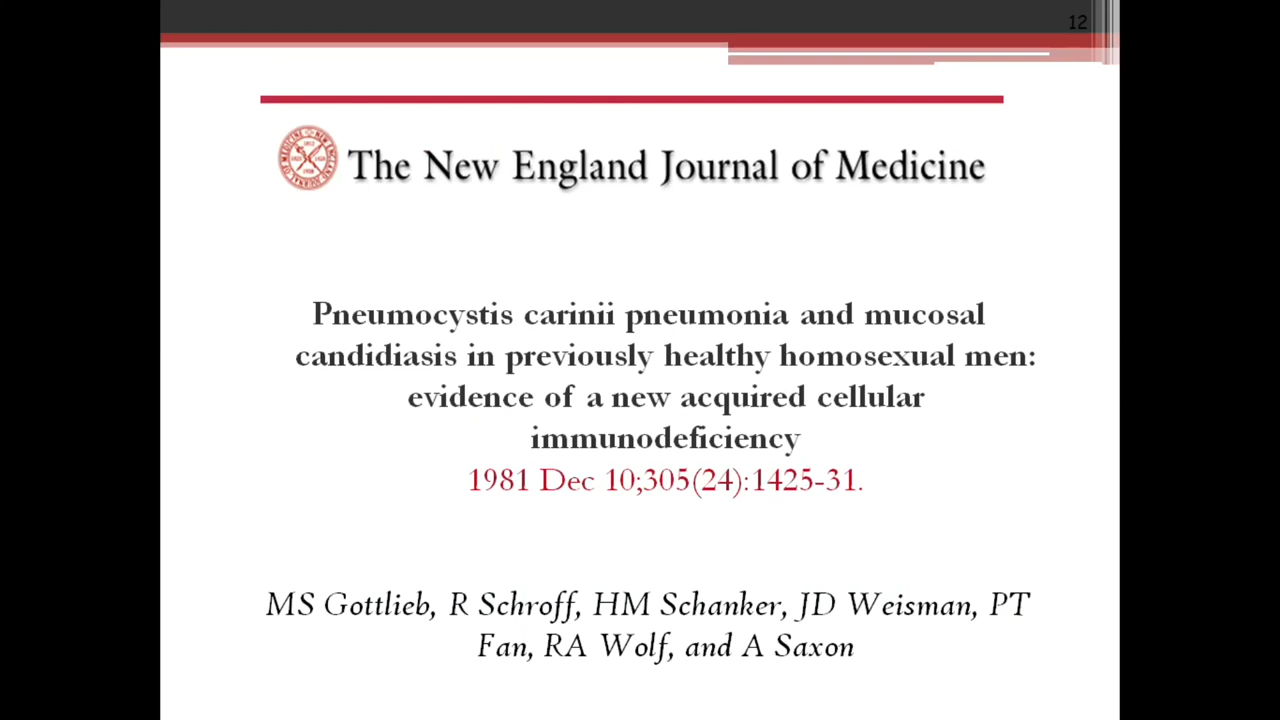 12
The New England Journal of Medicine
Pneumocystis carinii pneumonia and mucosal
candidiasis in previously healthy homosexual men:
evidence of a new acquired cellular
immunodeficiency
1981 Dec 10;305(24):1425-31.
MS Gottlieb, R Schroff, HM Schanker, JD Weisman, PT
Fan, RA Wolf, and A Saxon